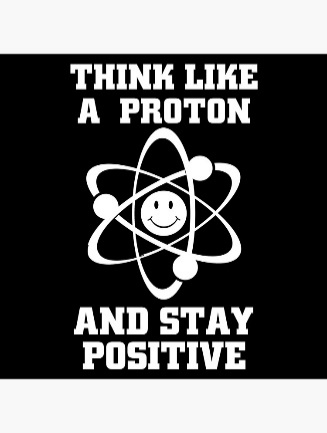 THINK LIKE
A PROTON
AND STAY
POSITIVE